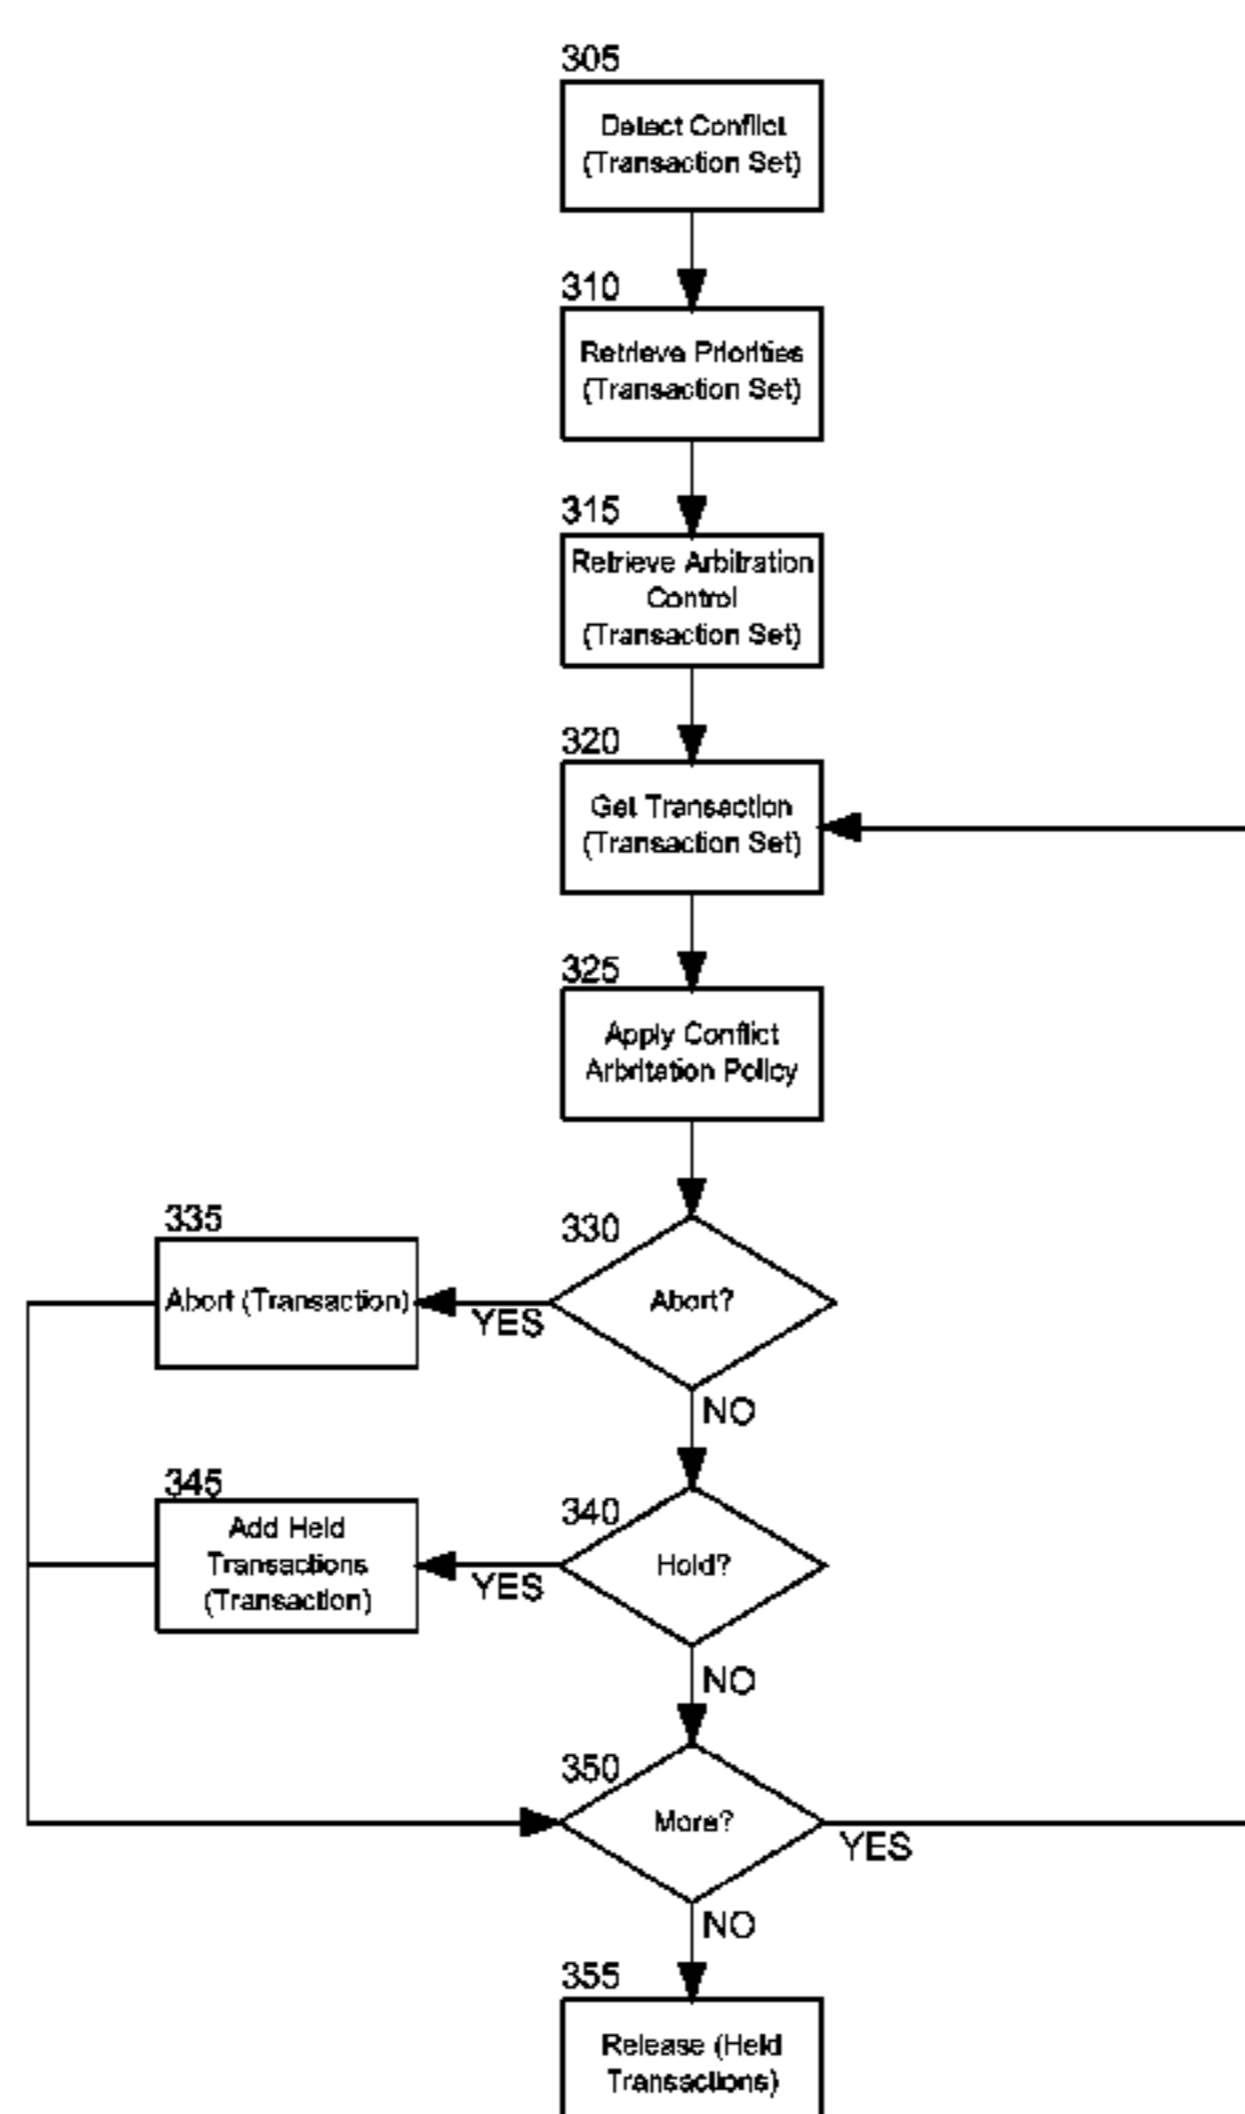 305
Detect Conflict
(Transaction Set)
310
Retrieve Priorities
(Transaction Set)
315
Retrieve Arbitration
Control
(Transaction Set)
320
Get Transaction
(Transaction Set)
325
Apply Conflict
Arbritation Policy
330
Abort?
YES
335
Abort (Transaction)
NO
340
Hold?
YES
345
Add Held
Transactions
(Transaction)
NO
350
More?
YES
NO
355
Release (Held
Transactions)